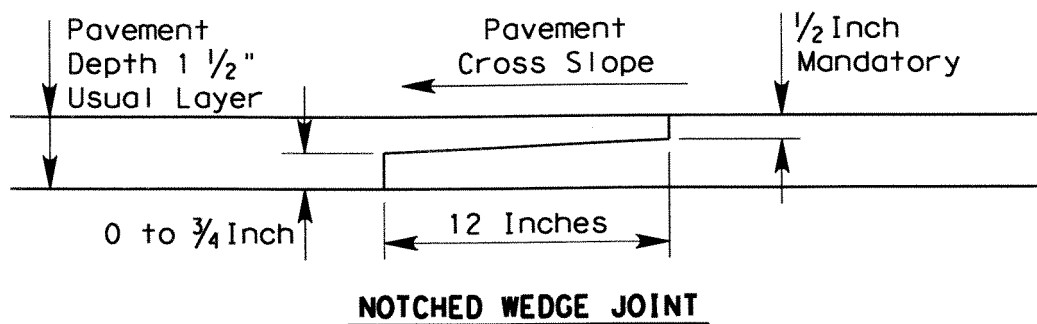 Pavement
Depth 1 ½"
Usual Layer
Pavement
Cross Slope
½ Inch
Mandatory
0 to ¾ Inch
12 Inches
NOTCHED WEDGE JOINT